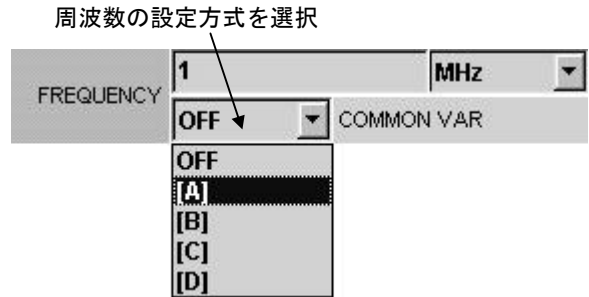 周波数の設定方式を選択
FREQUENCY 1 MHz
OFF COMMON VAR
OFF
[A]
[B]
[C]
[D]